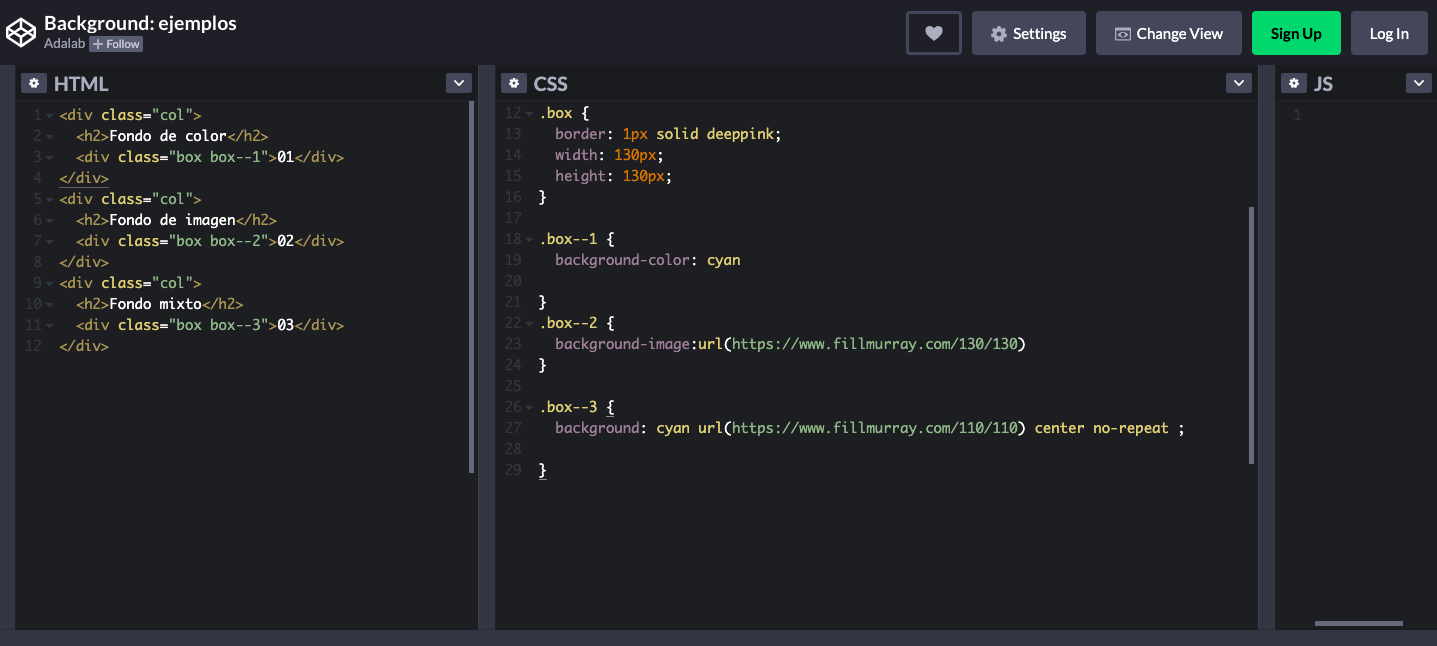 Background: ejemplos
Adalab + Follow
Settings
Change View
Sign Up
Log In
HTML
1 <div class="col">
2 <h2>Fondo de color</h2>
3 <div class="box box--1">01</div>
4 </div>
5 <div class="col">
6 <h2>Fondo de imagen</h2>
7 <div class="box box--2">02</div>
8 </div>
9 <div class="col">
10 <h2>Fondo mixto</h2>
11 <div class="box box--3">03</div>
12 </div>
CSS
12 .box {
13 border: 1px solid deeppink;
14 width: 130px;
15 height: 130px;
16 }
17
18 .box--1 {
19 background-color: cyan
20
21 }
22 .box--2 {
23 background-image:url(https://www.fillmurray.com/130/130)
24 }
25
26 .box--3 {
27 background: cyan url(https://www.fillmurray.com/110/110) center no-repeat ;
28
29 }
JS
1